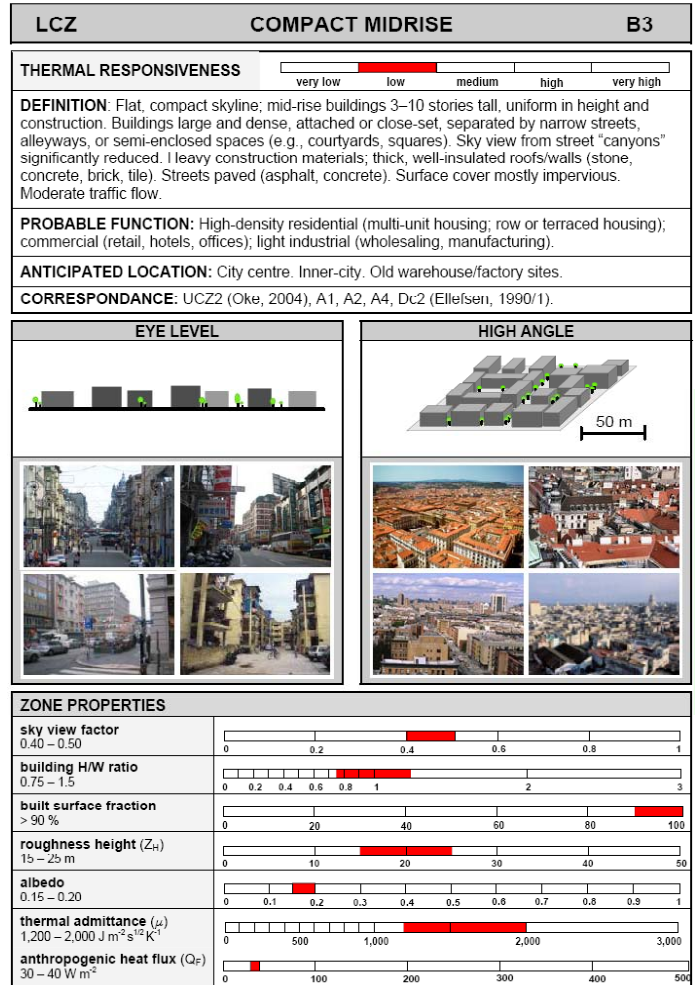 LCZ COMPACT MIDRISE B3
THERMAL RESPONSIVENESS
very low low medium high very high
DEFINITION: Flat, compact skyline; mid-rise buildings 3–10 stories tall, uniform in height and
construction. Buildings large and dense, attached or close-set, separated by narrow streets,
alleyways, or semi-enclosed spaces (e.g., courtyards, squares). Sky view from street “canyons”
significantly reduced. I leavy construction materials; thick, well-insulated roofs/walls (stone,
concrete, brick, tile). Streets paved (asphalt, concrete). Surface cover mostly impervious.
Moderate traffic flow.
PROBABLE FUNCTION: High-density residential (multi-unit housing; row or terraced housing);
commercial (retail, hotels, offices); light industrial (wholesaling, manufacturing).
ANTICIPATED LOCATION: City centre. Inner-city. Old warehouse/factory sites.
CORRESPONDANCE: UCZ2 (Oke, 2004), A1, A2, A4, Dc2 (Ellefsen, 1990/1).
EYE LEVEL
HIGH ANGLE
50 m
ZONE PROPERTIES
sky view factor
0.40 – 0.50
0 0.2 0.4 0.6 0.8 1
building H/W ratio
0.75 – 1.5
0 0.2 0.4 0.6 0.8 1 2 3
built surface fraction
> 90 %
0 20 40 60 80 100
roughness height (ZH)
15 – 25 m
0 10 20 30 40 50
albedo
0.15 – 0.20
0 0.1 0.2 0.3 0.4 0.5 0.6 0.7 0.8 0.9 1
thermal admittance (μ)
1,200 – 2,000 J m-2 s1/2 K-1
0 500 1,000 2,000 3,000
anthropogenic heat flux (QF)
30 – 40 W m-2
0 100 200 300 400 500